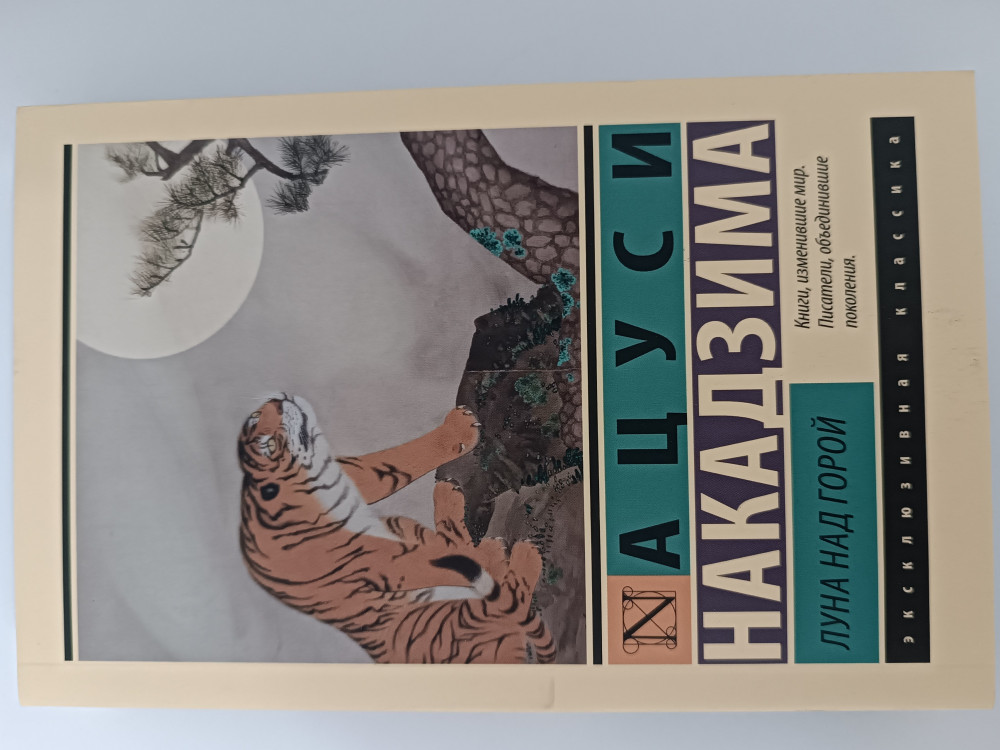 АЦУСИ
НАКАДЗИМА
ЛУНА НАД ГОРОЙ
Книги, изменившие мир.
Писатели, объединившие
поколения.
эксклюзивная классика